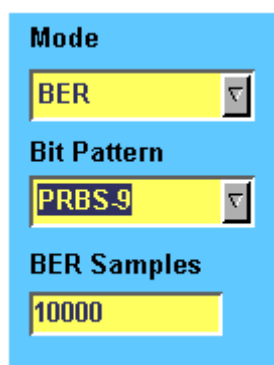 Mode
BER
Bit Pattern
PRBS-9
BER Samples
10000